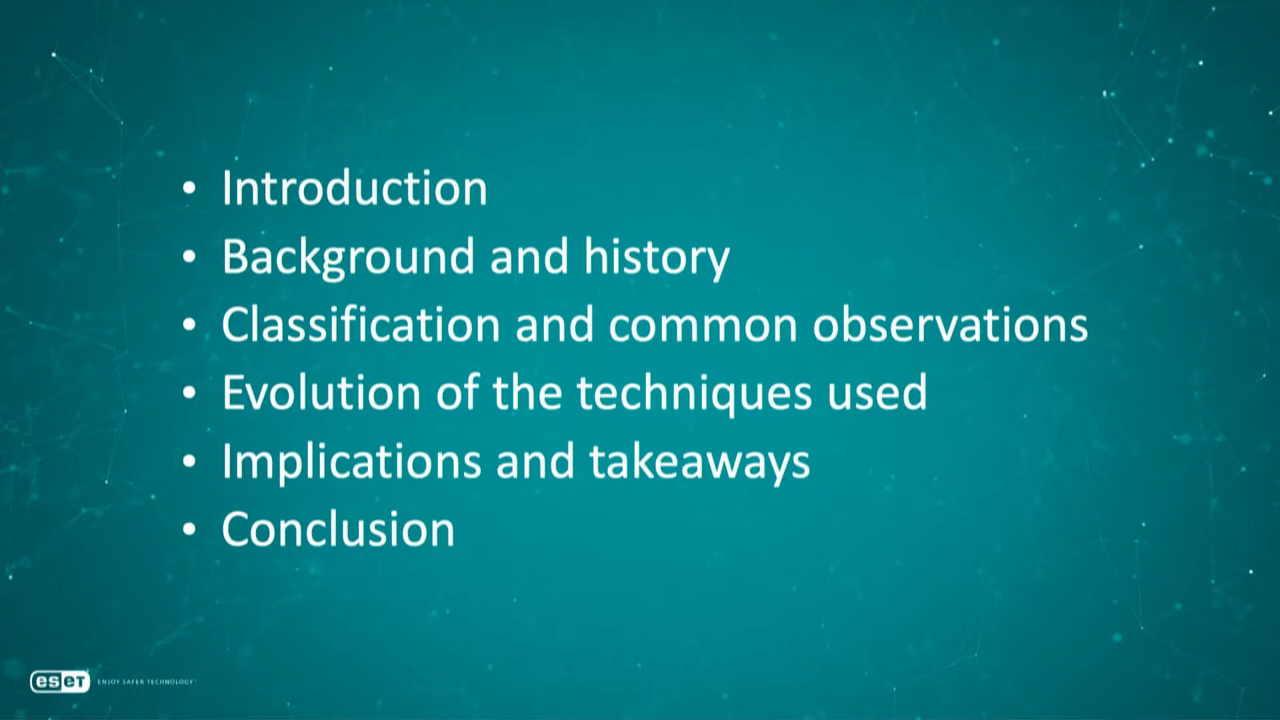 • Introduction
• Background and history
• Classification and common observations
• Evolution of the techniques used
• Implications and takeaways
• Conclusion
eset ENJOY SAFER TECHNOLOGY™